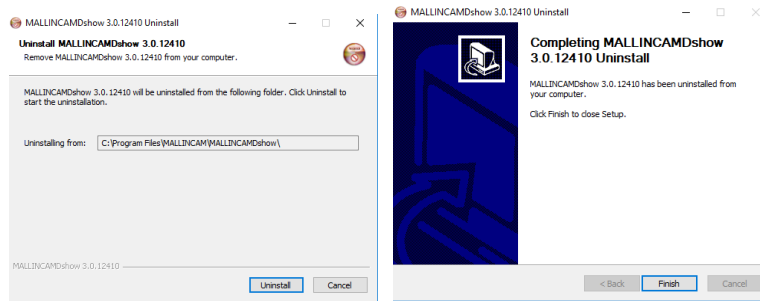 MALLINCAMDshow 3.0.12410 Uninstall
Uninstall MALLINCAMDshow 3.0.12410
Remove MALLINCAMDshow 3.0.12410 from your computer.
MALLINCAMDshow 3.0.12410 will be uninstalled from the following folder. Click Uninstall to
start the uninstallation.
Uninstalling from:
C:\Program Files\MALLINCAM\MALLINCAMDshow\
MALLINCAMDshow 3.0.12410
Uninstall
Cancel
MALLINCAMDshow 3.0.12410 Uninstall
Completing MALLINCAMDshow
3.0.12410 Uninstall
MALLINCAMDshow 3.0.12410 has been uninstalled from
your computer.
Click Finish to close Setup.
< Back
Finish
Cancel